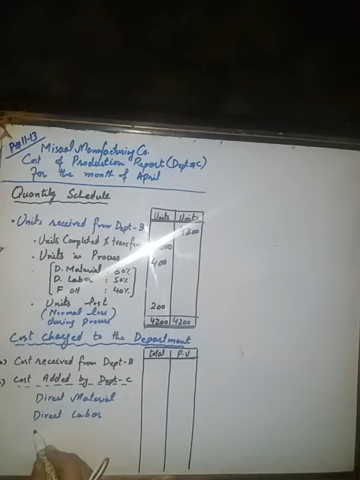 P#11-13
Misaal Manufacturing Co.
Cost of Production Report (Dept-C)
For the month of April
Quantity Schedule
Units Units
Units received from Dept-B 4200
Units Completed & transfer 000
Units in Process 400
D. Material 60%
D. Labor : 50%
F OH : 40%
Units lost 200
(Normal loss)
during process
4200 4200
Cost Charged to the Department
total P.U
Cost received from Dept-B
Cost Added by Dept-C
Direct Material
Direct Labor